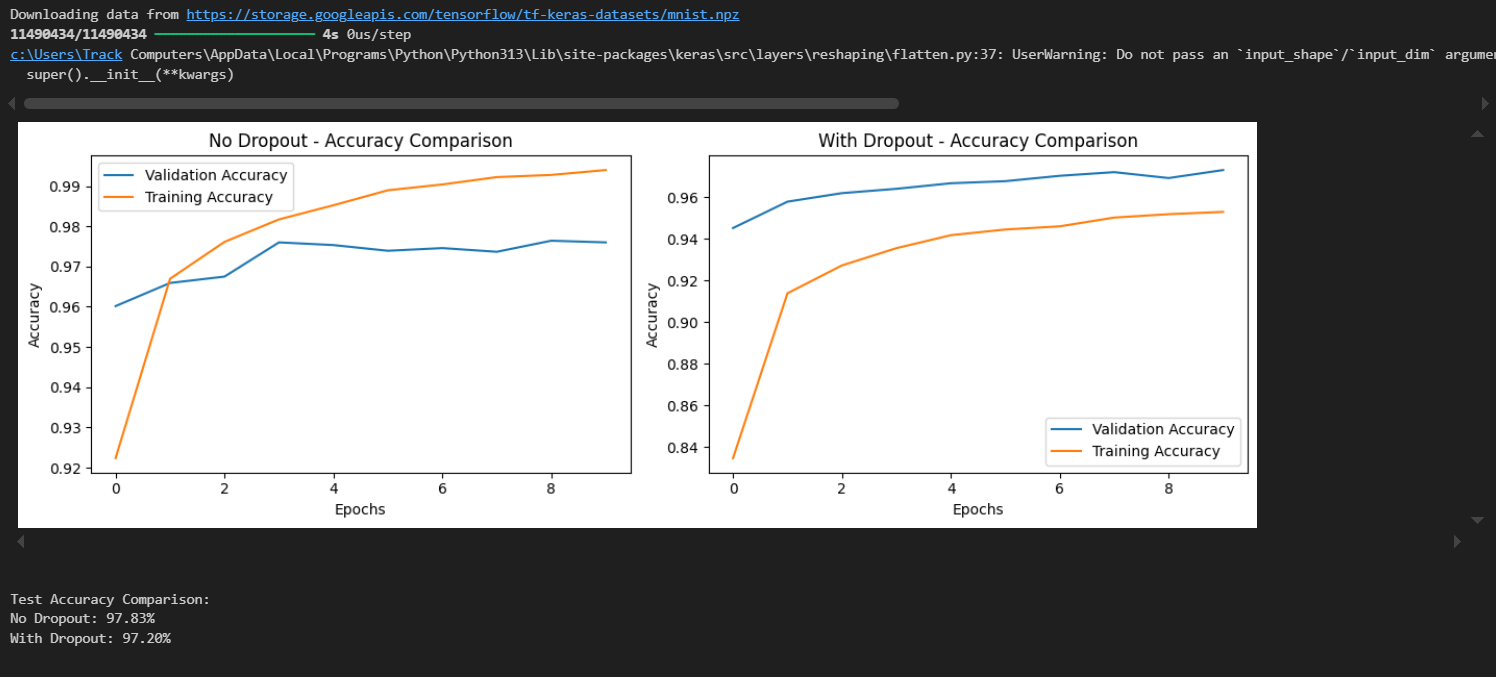 Downloading data from https://storage.googleapis.com/tensorflow/tf-keras-datasets/mnist.npz
11490434/11490434 4s 0us/step
c:\Users\Track Computers\AppData\Local\Programs\Python\Python313\Lib\site-packages\keras\src\layers\reshaping\flatten.py:37: UserWarning: Do not pass an `input_shape`/`input_dim` argumen
super().__init__(**kwargs)
No Dropout - Accuracy Comparison
Validation Accuracy
Training Accuracy
0.99
0.98
0.97
0.96
0.95
0.94
0.93
0.92
Accuracy
0 2 4 6 8
Epochs
With Dropout - Accuracy Comparison
0.96
0.94
0.92
0.90
0.88
0.86
0.84
Accuracy
Validation Accuracy
Training Accuracy
0 2 4 6 8
Epochs
Test Accuracy Comparison:
No Dropout: 97.83%
With Dropout: 97.20%